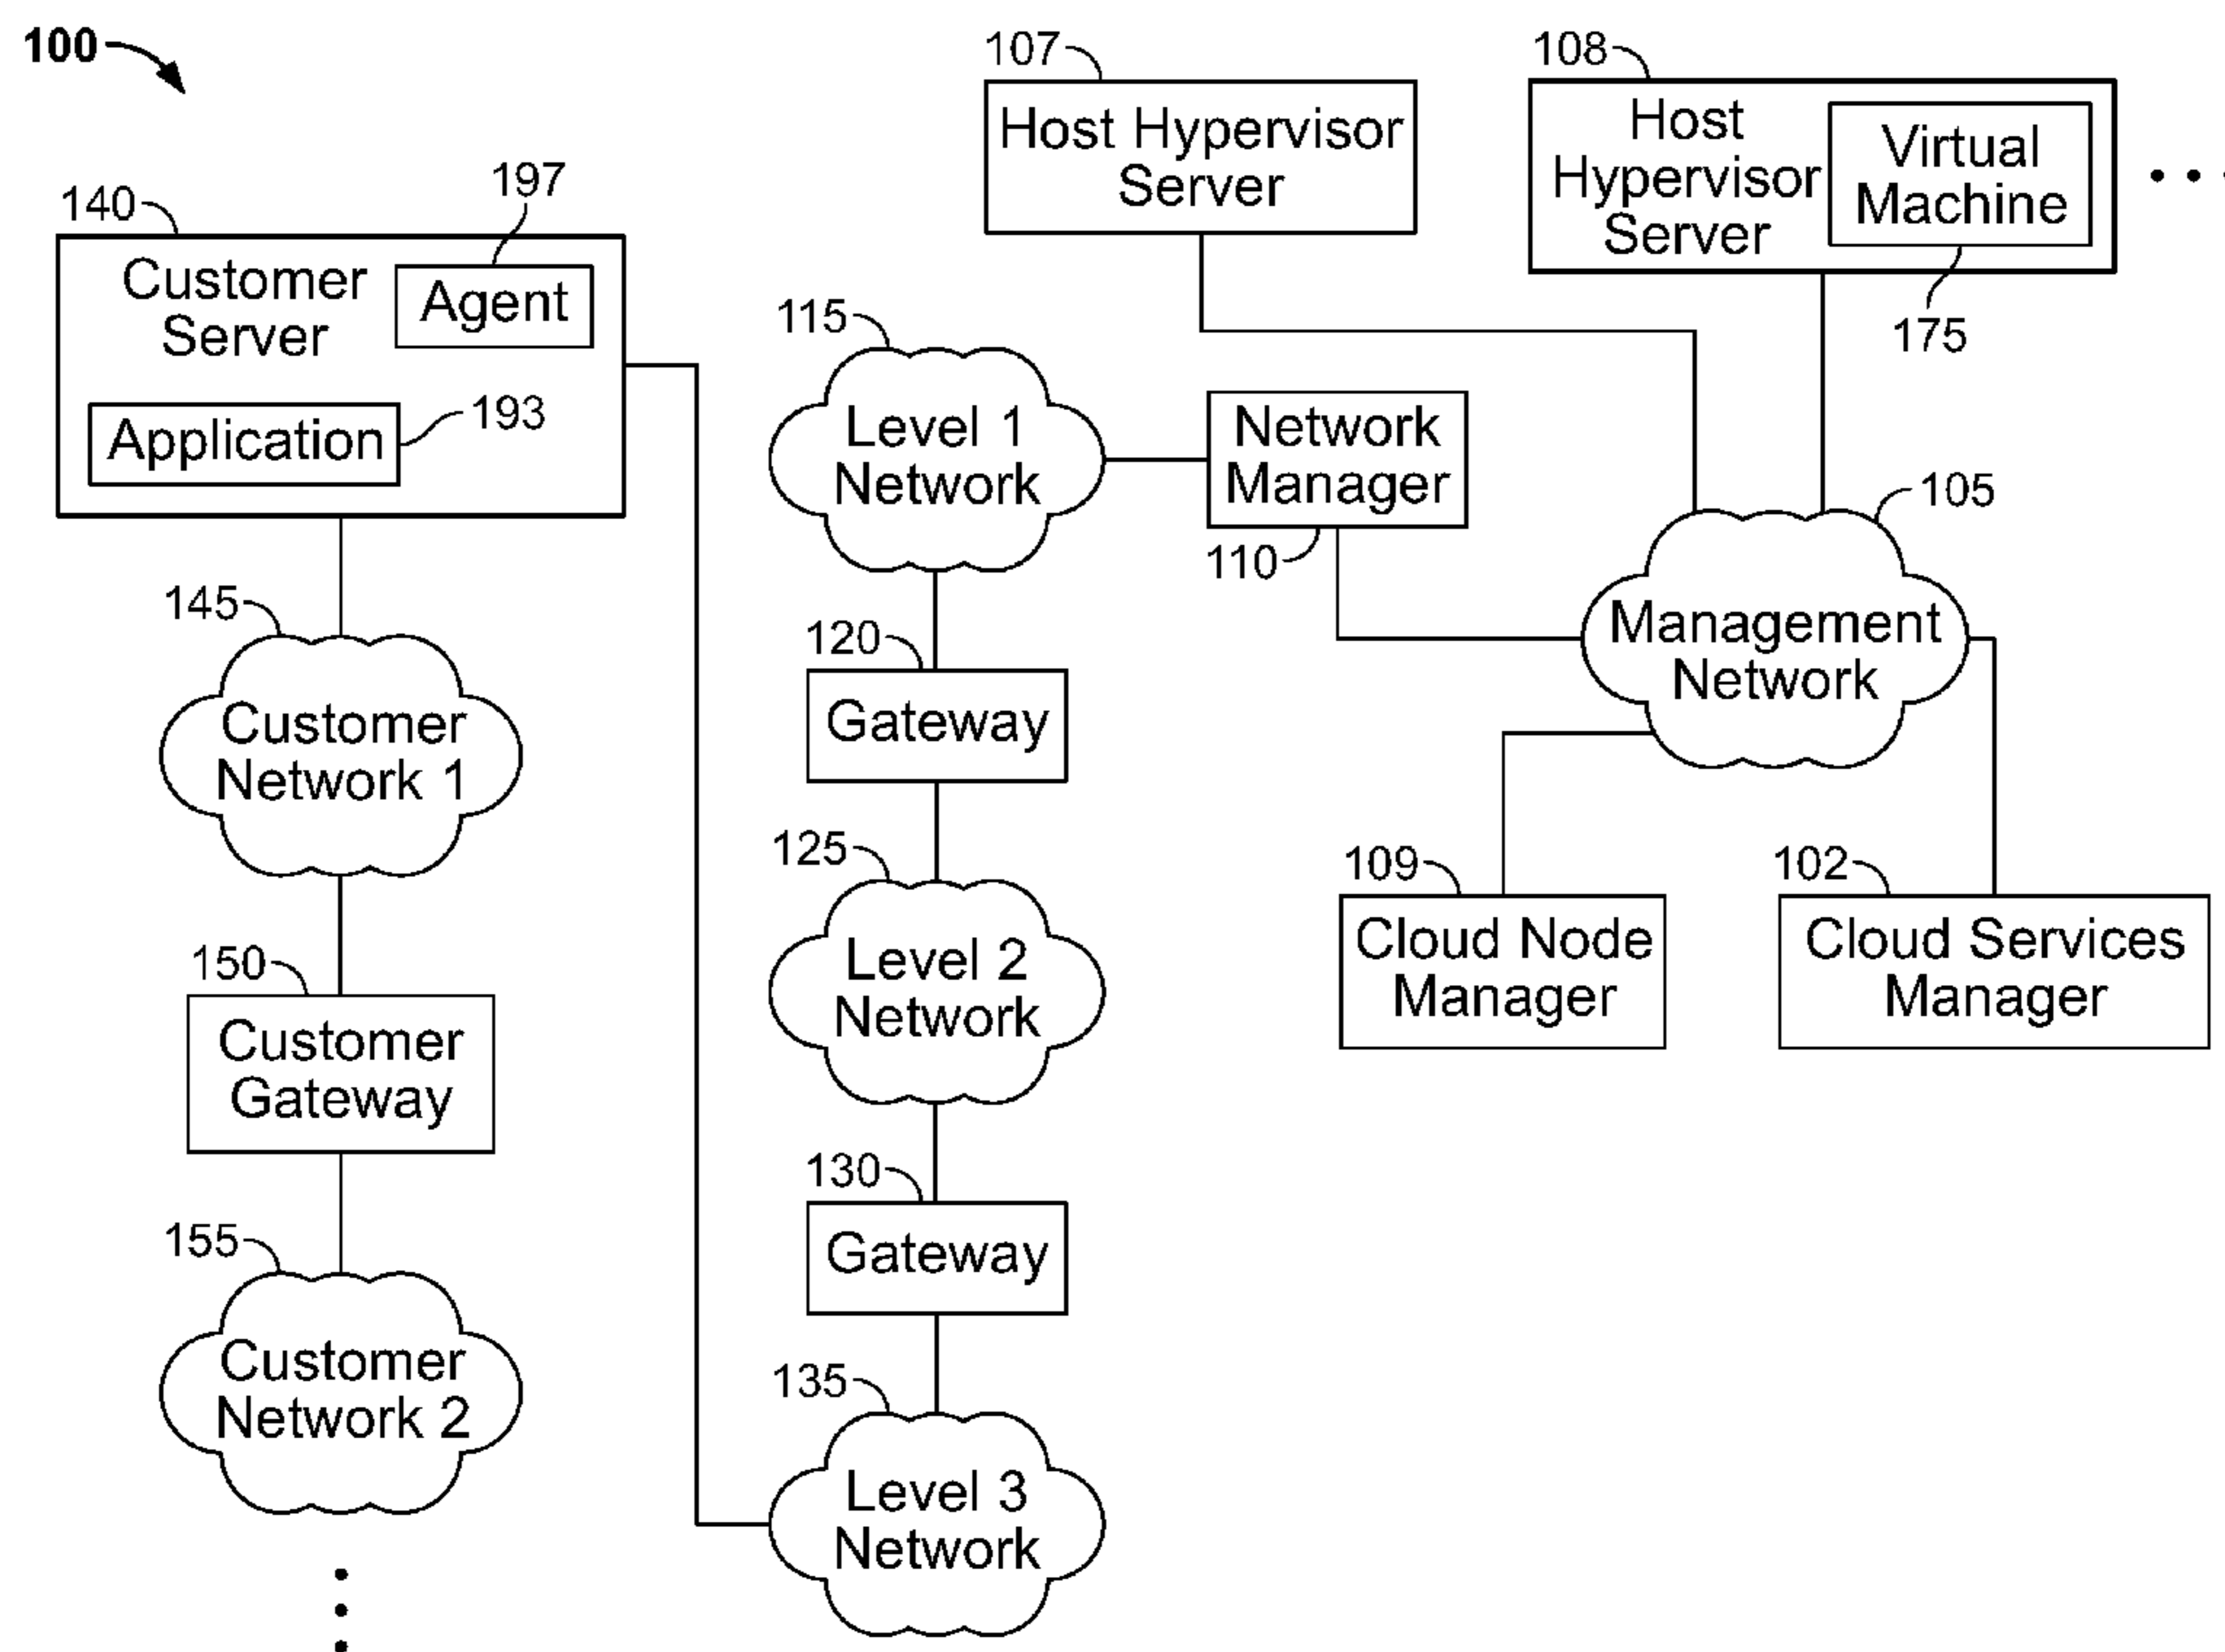 100
107
Host Hypervisor
Server
108
Host
Hypervisor
Server
Virtual
Machine
175
140
Customer
Server
197
Agent
Application
193
115
Level 1
Network
Network
Manager
110
105
Management
Network
145
Customer
Network 1
120
Gateway
125
Level 2
Network
109
Cloud Node
Manager
102
Cloud Services
Manager
150
Customer
Gateway
130
Gateway
155
Customer
Network 2
135
Level 3
Network